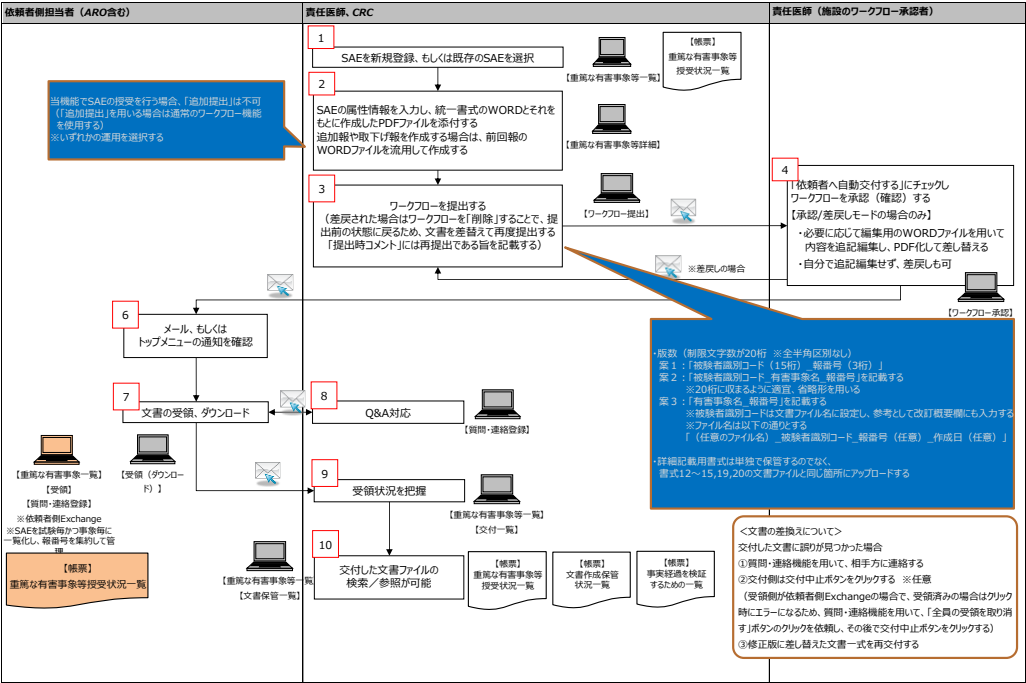 依頼者側担当者（ARO含む）
責任医師、CRC
責任医師（施設のワークフロー承認者）
1
SAEを新規登録、もしくは既存のSAEを選択
【重篤な有害事象等一覧】
【帳票】
重篤な有害事象等
授受状況一覧
当機能でSAEの授受を行う場合、「追加提出」は不可
（「追加提出」を用いる場合は通常のワークフロー機能
を使用する）
※いずれかの運用を選択する
2
SAEの属性情報を入力し、統一書式のWORDとそれを
もとに作成したPDFファイルを添付する
追加報や取下げ報を作成する場合は、前回報の
WORDファイルを流用して作成する
【重篤な有害事象等詳細】
3
ワークフローを提出する
（差戻された場合はワークフローを「削除」することで、提
出前の状態に戻るため、文書を差替えて再度提出する
「提出時コメント」には再提出である旨を記載する）
【ワークフロー提出】
4
「依頼者へ自動交付する」にチェックし
ワークフローを承認（確認）する
【承認/差戻しモードの場合のみ】
・必要に応じて編集用のWORDファイルを用いて
内容を追記編集し、PDF化して差し替える
・自分で追記編集せず、差戻しも可
※差戻しの場合
【ワークフロー承認】
6
メール、もしくは
トップメニューの通知を確認
・版数（制限文字数が20桁　※全半角区別なし）
案１：「被験者識別コード（15桁）_報番号（3桁）」
案２：「被験者識別コード_有害事象名_報番号」を記載する
※20桁に収まるように適宜、省略形を用いる
案３：「有害事象名_報番号」を記載する
※被験者識別コードは文書ファイル名に設定し、参考として改訂概要欄にも入力する
※ファイル名は以下の通りとする
「（任意のファイル名）_被験者識別コード_報番号（任意）_作成日（任意）」
・詳細記載用書式は単独で保管するのでなく、
書式12～15,19,20の文書ファイルと同じ箇所にアップロードする
7
文書の受領、ダウンロード
8
Q&A対応
【質問・連絡登録】
【重篤な有害事象一覧】
【受領】
【質問・連絡登録】
※依頼者側Exchange
※SAEを試験毎かつ事象毎に
一覧化し、報番号を集約して管
理
【受領（ダウンロー
ド）】
9
受領状況を把握
【重篤な有害事象等一覧】
【交付一覧】
【帳票】
重篤な有害事象等授受状況一覧
10
交付した文書ファイルの
検索／参照が可能
【重篤な有害事象等一覧】
【文書保管一覧】
【帳票】
重篤な有害事象等
授受状況一覧
【帳票】
文書作成保管
状況一覧
【帳票】
事実経過を検証
するための一覧
＜文書の差換えについて＞
交付した文書に誤りが見つかった場合
①質問・連絡機能を用いて、相手方に連絡する
②交付側は交付中止ボタンをクリックする　※任意
（受領側が依頼者側Exchangeの場合で、受領済みの場合はクリック
時にエラーになるため、質問・連絡機能を用いて、「全員の受領を取り消
す」ボタンのクリックを依頼し、その後で交付中止ボタンをクリックする）
③修正版に差し替えた文書一式を再交付する